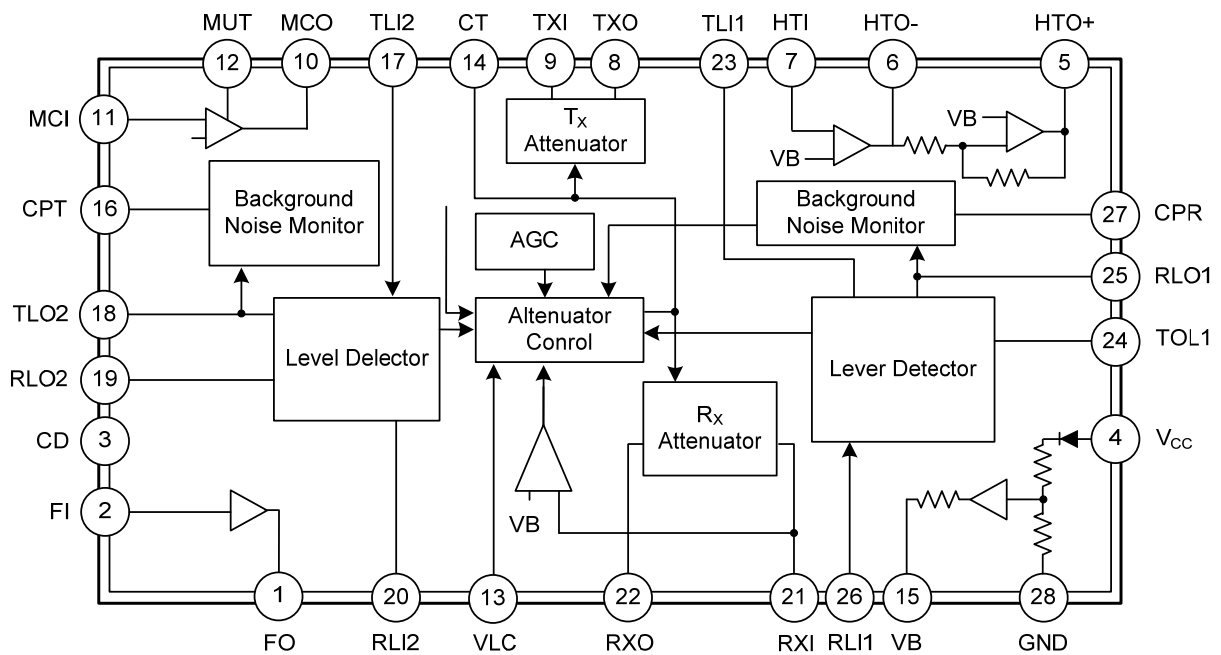 MUT MCO TLI2 CT TXI TXO TLI1 HTI HTO- HTO+
12 10 17 14 9 8 23 7 6 5
MCI 11
TX
Attenuator
VB
VB
CPT 16
Background
Noise Monitor
AGC
Background
Noise Monitor
27 CPR
25 RLO1
TLO2 18
Level Delector
Altenuator
Conrol
Lever Detector
24 TOL1
RLO2 19
CD 3
RX
Attenuator
4 VCC
FI 2
VB
1 20 13 22 21 26 15 28
FO RLI2 VLC RXO RXI RLI1 VB GND